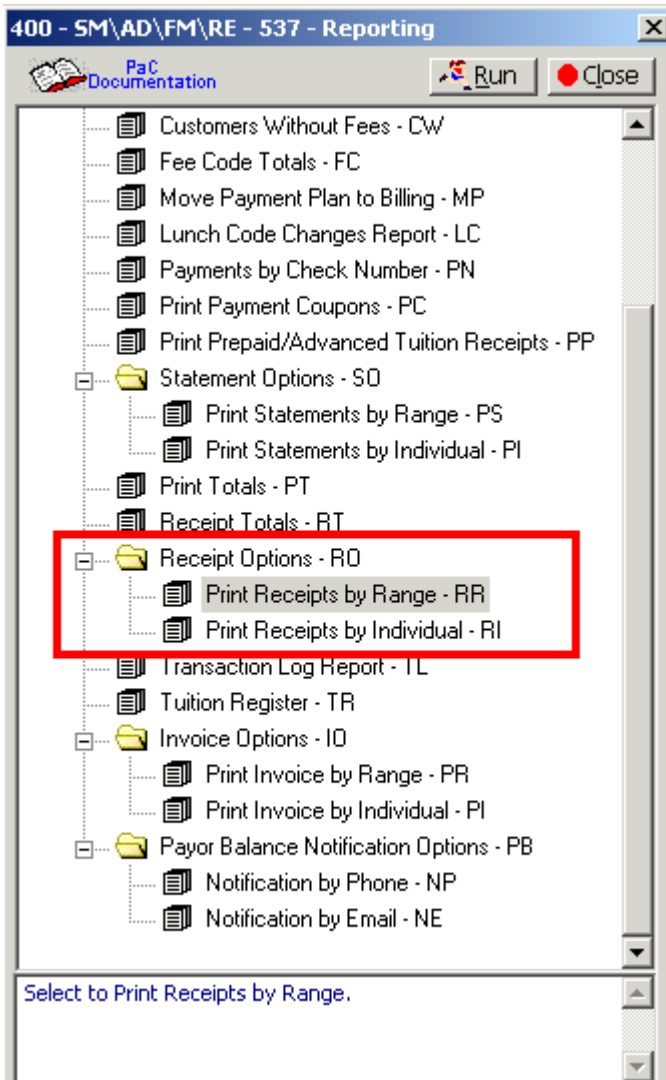 400 - SM\AD\FM\RE - 537 - Reporting
PaC
Documentation
Run
Close
Customers Without Fees - CW
Fee Code Totals - FC
Move Payment Plan to Billing - MP
Lunch Code Changes Report - LC
Payments by Check Number - PN
Print Payment Coupons - PC
Print Prepaid/Advanced Tuition Receipts - PP
Statement Options - SO
Print Statements by Range - PS
Print Statements by Individual - PI
Print Totals - PT
Receipt Totals - RT
Receipt Options - RO
Print Receipts by Range - RR
Print Receipts by Individual - RI
Transaction Log Report - TL
Tuition Register - TR
Invoice Options - IO
Print Invoice by Range - PR
Print Invoice by Individual - PI
Payor Balance Notification Options - PB
Notification by Phone - NP
Notification by Email - NE
Select to Print Receipts by Range.